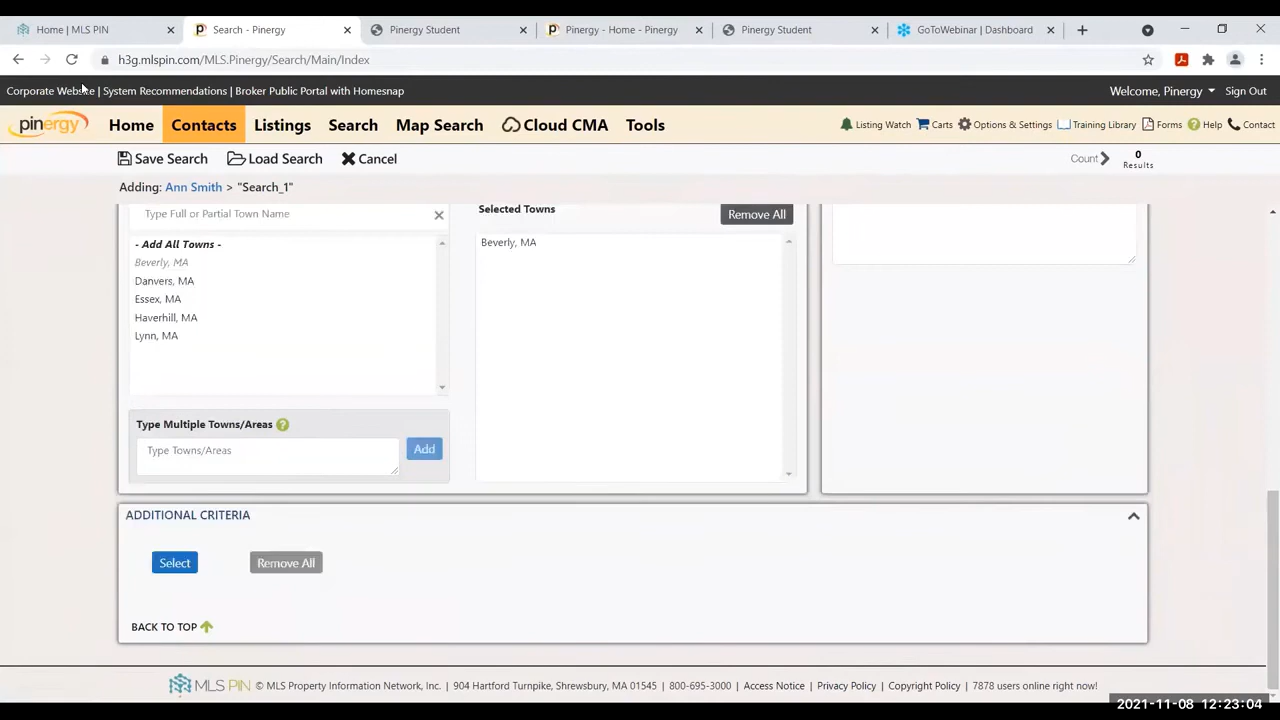 Home | MLS PIN
Search - Pinergy
Pinergy Student
Pinergy - Home - Pinergy
Pinergy Student
GoToWebinar | Dashboard
h3g.mlspin.com/MLS.Pinergy/Search/Main/Index
Corporate Website | System Recommendations | Broker Public Portal with Homesnap
Welcome, Pinergy
Sign Out
pinergy
Home
Contacts
Listings
Search
Map Search
Cloud CMA
Tools
Listing Watch
Carts
Options & Settings
Training Library
Forms
Help
Contact
Save Search
Load Search
Cancel
Count
0
Results
Adding: Ann Smith > "Search_1"
Type Full or Partial Town Name
Selected Towns
Remove All
- Add All Towns -
Beverly, MA
Danvers, MA
Essex, MA
Haverhill, MA
Lynn, MA
Beverly, MA
Type Multiple Towns/Areas
Type Towns/Areas
Add
ADDITIONAL CRITERIA
Select
Remove All
BACK TO TOP
MLS PIN © MLS Property Information Network, Inc. | 904 Hartford Turnpike, Shrewsbury, MA 01545 | 800-695-3000 | Access Notice | Privacy Policy | Copyright Policy | 7878 users online right now!
2021-11-08 12:23:04